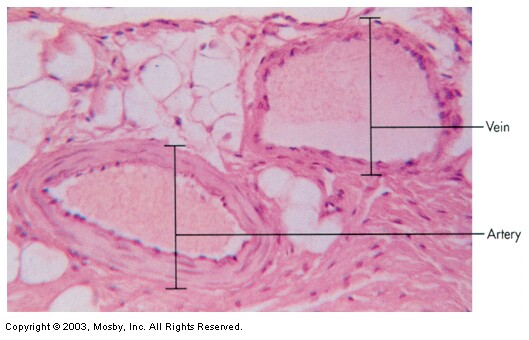 Vein
Artery
Copyright © 2003, Mosby, Inc. All Rights Reserved.